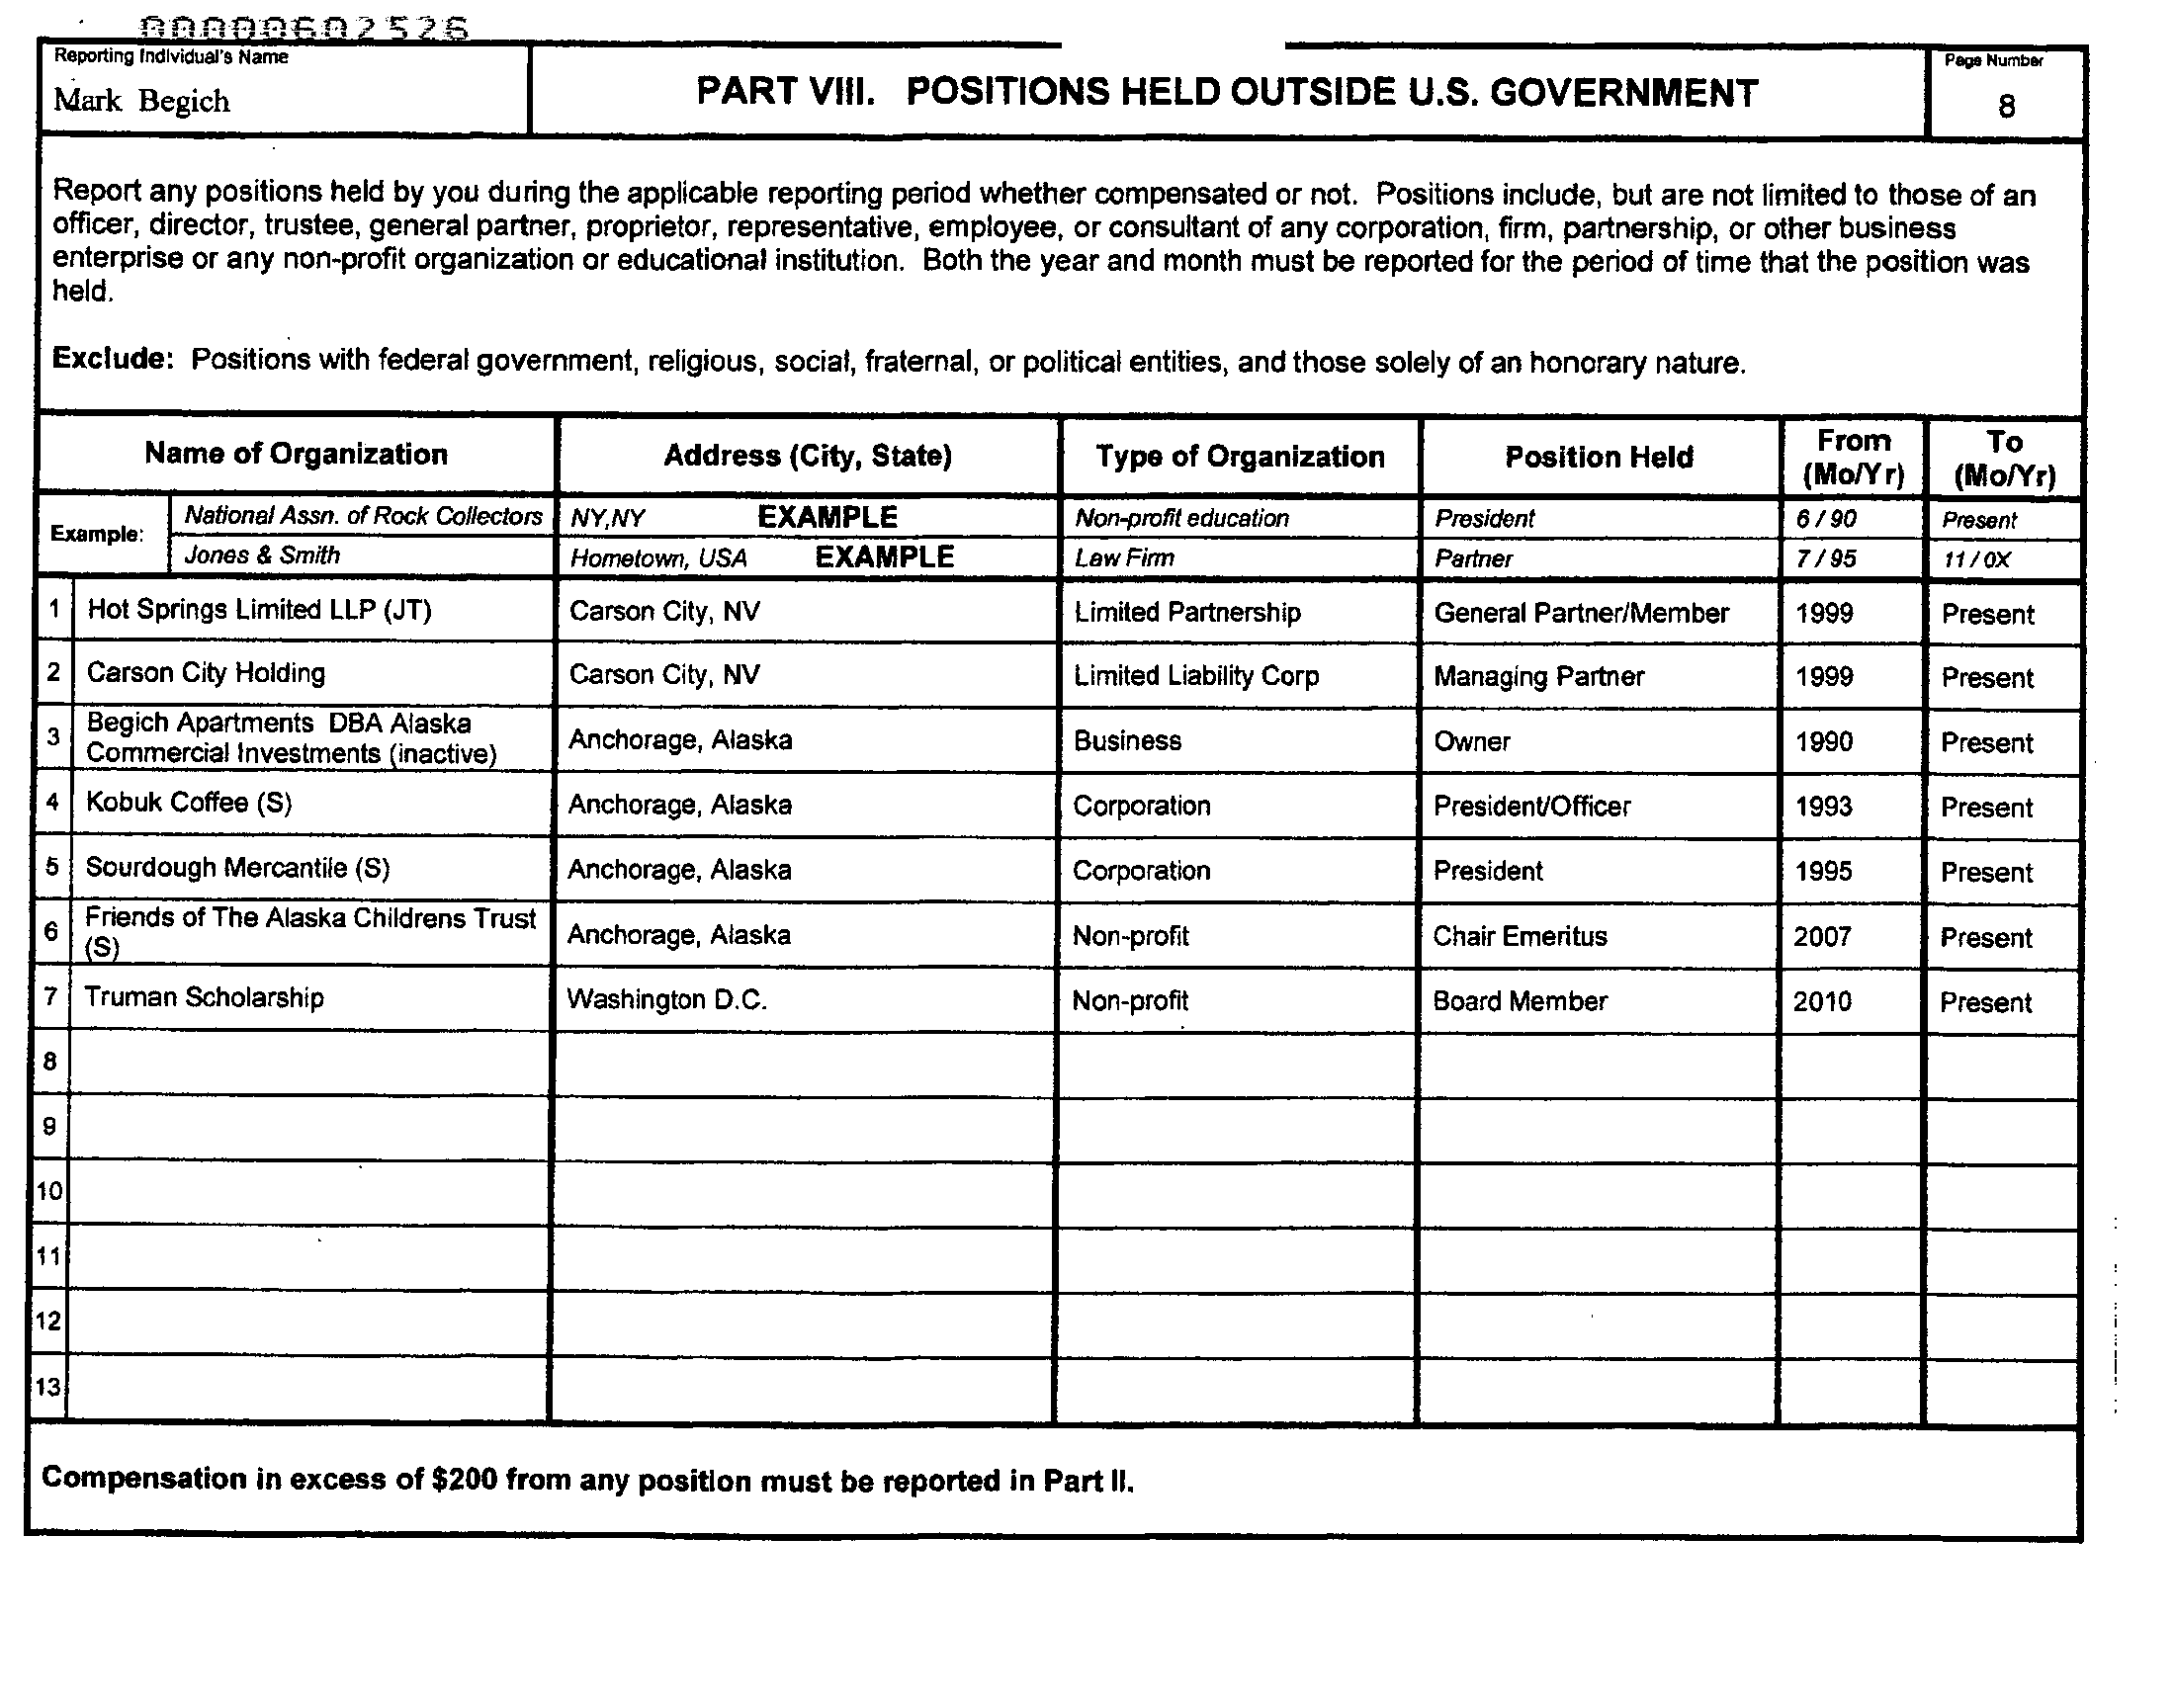 00000602526
Reporting Individual's Name
Mark Begich
PART VIII. POSITIONS HELD OUTSIDE U.S. GOVERNMENT
Page Number
8
Report any positions held by you during the applicable reporting period whether compensated or not. Positions include, but are not limited to those of an
officer, director, trustee, general partner, proprietor, representative, employee, or consultant of any corporation, firm, partnership, or other business
enterprise or any non-profit organization or educational institution. Both the year and month must be reported for the period of time that the position was
held.
Exclude: Positions with federal government, religious, social, fraternal, or political entities, and those solely of an honorary nature.
Name of Organization Address (City, State) Type of Organization Position Held From (Mo/Yr) To (Mo/Yr)
Example: National Assn. of Rock Collectors NY,NY EXAMPLE Non-profit education President 6 / 90 Present
Jones & Smith Hometown, USA EXAMPLE Law Firm Partner 7 / 95 11 / 0X
1 Hot Springs Limited LLP (JT) Carson City, NV Limited Partnership General Partner/Member 1999 Present
2 Carson City Holding Carson City, NV Limited Liability Corp Managing Partner 1999 Present
3 Begich Apartments DBA Alaska
Commercial Investments (inactive) Anchorage, Alaska Business Owner 1990 Present
4 Kobuk Coffee (S) Anchorage, Alaska Corporation President/Officer 1993 Present
5 Sourdough Mercantile (S) Anchorage, Alaska Corporation President 1995 Present
6 Friends of The Alaska Childrens Trust
(S) Anchorage, Alaska Non-profit Chair Emeritus 2007 Present
7 Truman Scholarship Washington D.C. Non-profit Board Member 2010 Present
8
9
10
11
12
13
Compensation in excess of $200 from any position must be reported in Part II.